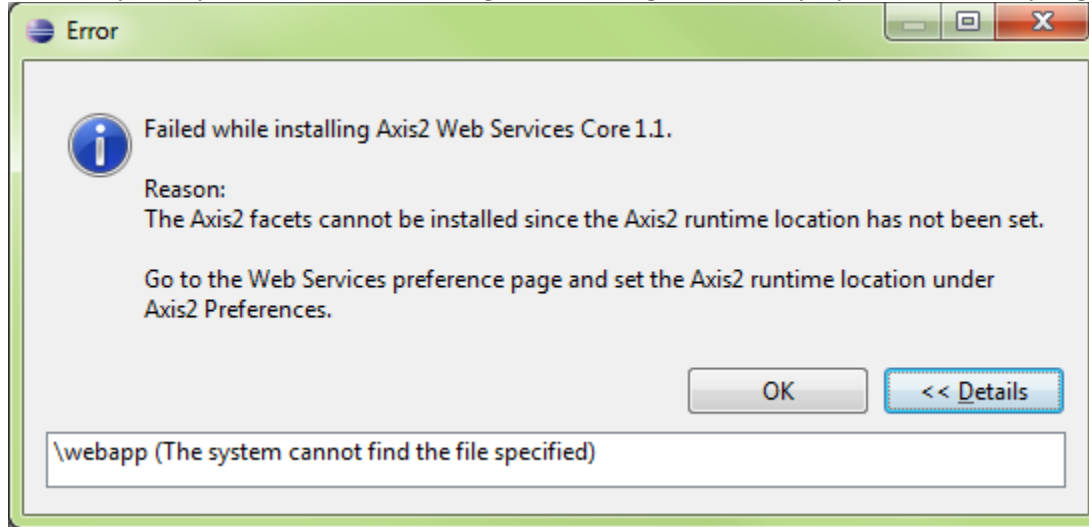 Error
Failed while installing Axis2 Web Services Core 1.1.
Reason:
The Axis2 facets cannot be installed since the Axis2 runtime location has not been set.
Go to the Web Services preference page and set the Axis2 runtime location under
Axis2 Preferences.
OK
<< Details
\webapp (The system cannot find the file specified)